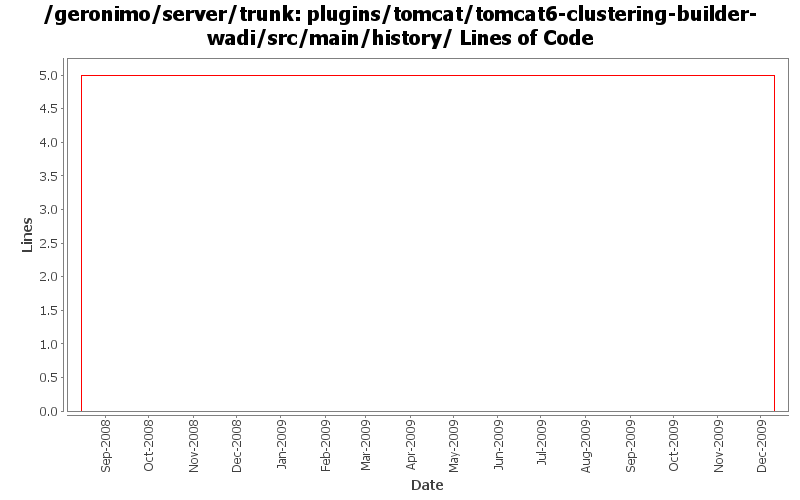 /geronimo/server/trunk: plugins/tomcat/tomcat6-clustering-builder-
wadi/src/main/history/ Lines of Code
5.0
4.5
4.0
3.5
3.0
2.5
2.0
1.5
1.0
0.5
0.0
Lines
Sep-2008
Oct-2008
Nov-2008
Dec-2008
Jan-2009
Feb-2009
Mar-2009
Apr-2009
May-2009
Jun-2009
Jul-2009
Aug-2009
Sep-2009
Oct-2009
Nov-2009
Dec-2009
Date